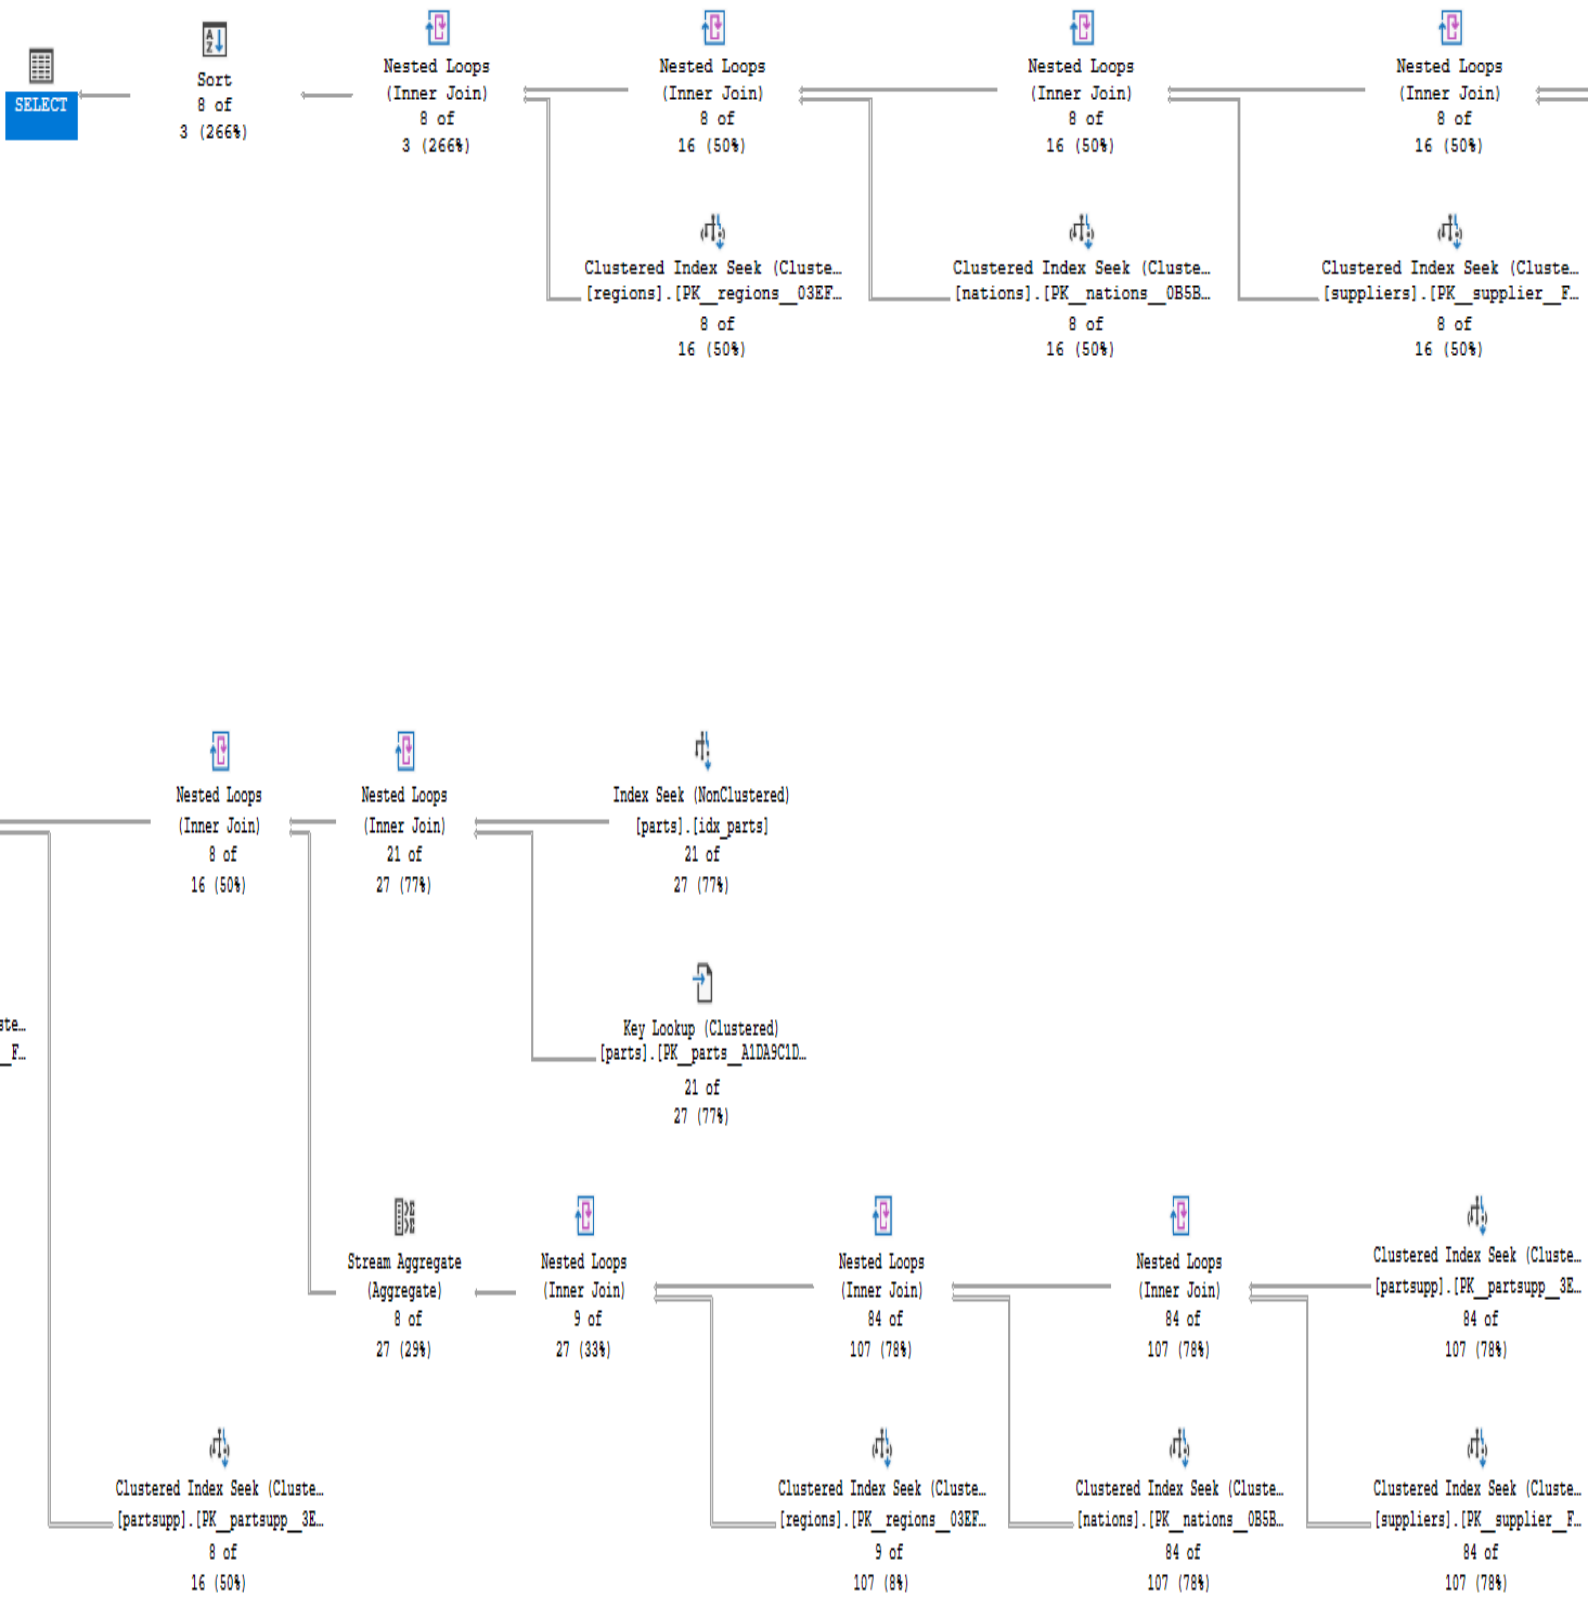 SELECT
Sort
8 of
3 (266%)
Nested Loops
(Inner Join)
8 of
3 (266%)
Nested Loops
(Inner Join)
8 of
16 (50%)
Nested Loops
(Inner Join)
8 of
16 (50%)
Nested Loops
(Inner Join)
8 of
16 (50%)
Clustered Index Seek (Cluste…
[regions].[PK__regions__03EF…
8 of
16 (50%)
Clustered Index Seek (Cluste…
[nations].[PK__nations__0B5B…
8 of
16 (50%)
Clustered Index Seek (Cluste…
[suppliers].[PK__supplier__F…
8 of
16 (50%)
Nested Loops
(Inner Join)
8 of
16 (50%)
Nested Loops
(Inner Join)
21 of
27 (77%)
Index Seek (NonClustered)
[parts].[idx_parts]
21 of
27 (77%)
ste…
__F…
Key Lookup (Clustered)
[parts].[PK__parts__A1DA9C1D…
21 of
27 (77%)
Stream Aggregate
(Aggregate)
8 of
27 (29%)
Nested Loops
(Inner Join)
9 of
27 (33%)
Nested Loops
(Inner Join)
84 of
107 (78%)
Nested Loops
(Inner Join)
84 of
107 (78%)
Clustered Index Seek (Cluste…
[partsupp].[PK__partsupp__3E…
84 of
107 (78%)
Clustered Index Seek (Cluste…
[partsupp].[PK__partsupp__3E…
8 of
16 (50%)
Clustered Index Seek (Cluste…
[regions].[PK__regions__03EF…
9 of
107 (8%)
Clustered Index Seek (Cluste…
[nations].[PK__nations__0B5B…
84 of
107 (78%)
Clustered Index Seek (Cluste…
[suppliers].[PK__supplier__F…
84 of
107 (78%)